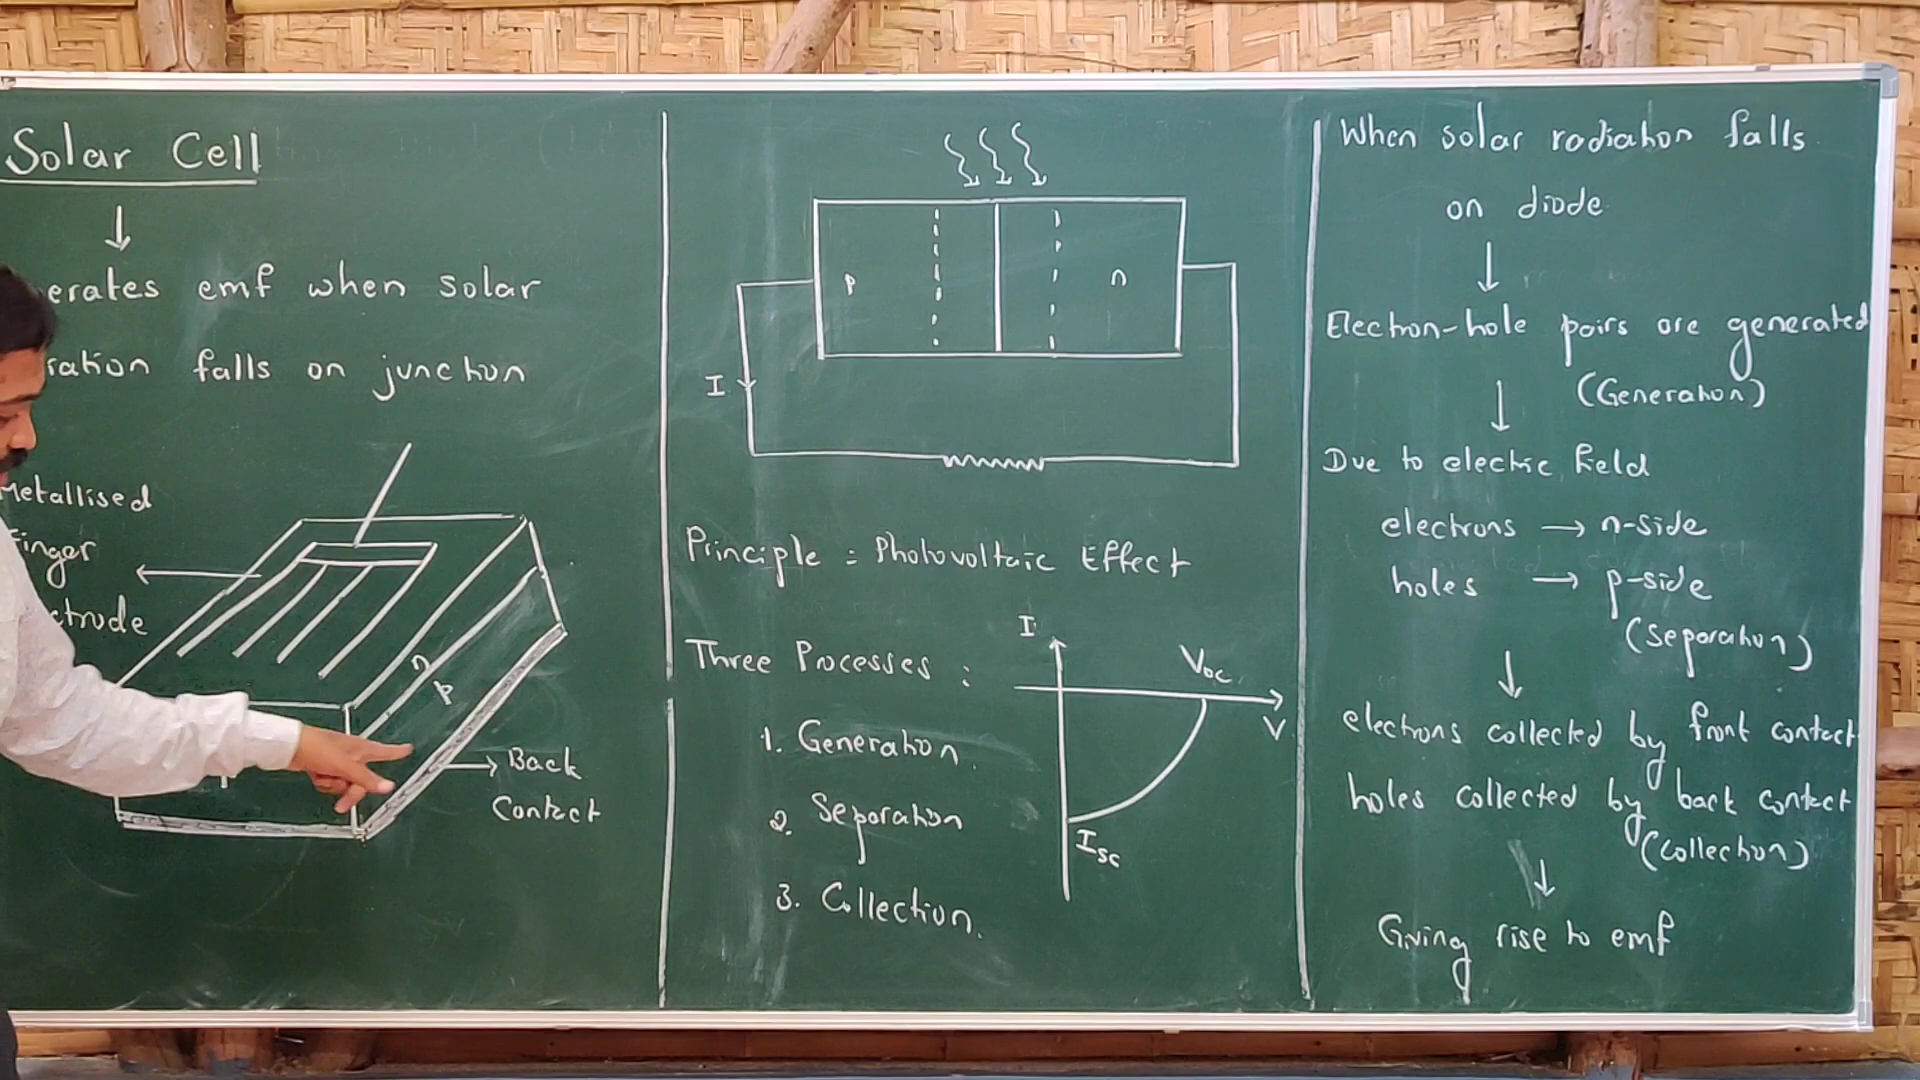 Solar Cell
erates emf when solar
ation falls on junction
Metallised
Finger
ctrode
n
p
Back
Contact
p
n
I
Principle = Photovoltaic Effect
Three Processes :
1. Generation
2. Separation
3. Collection.
I
Voc
V
Isc
When solar radiation falls
on diode
Electron-hole pairs are generated
(Generation)
Due to electric field
electrons → n-side
holes → p-side
(separation)
electrons collected by front contact
holes collected by back contact
(collection)
Giving rise to emf